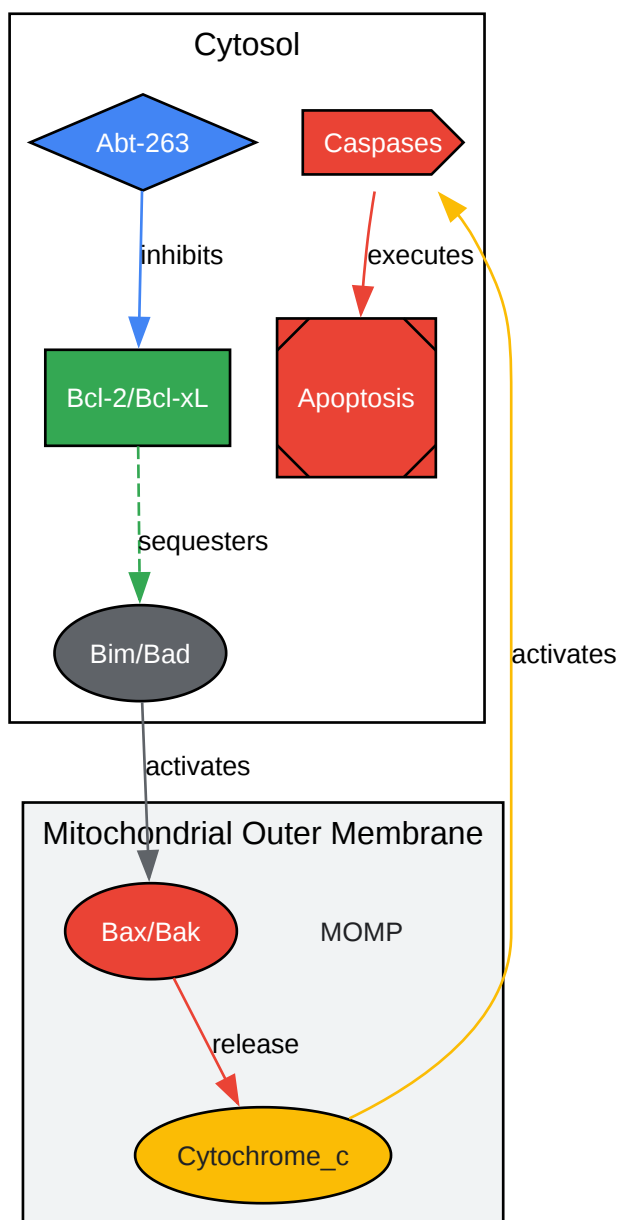 Cytosol
Abt-263
Caspases
inhibits
executes
Bcl-2/Bcl-xL
Apoptosis
sequesters
Bim/Bad
activates
activates
Mitochondrial Outer Membrane
Bax/Bak
MOMP
release
Cytochrome_c